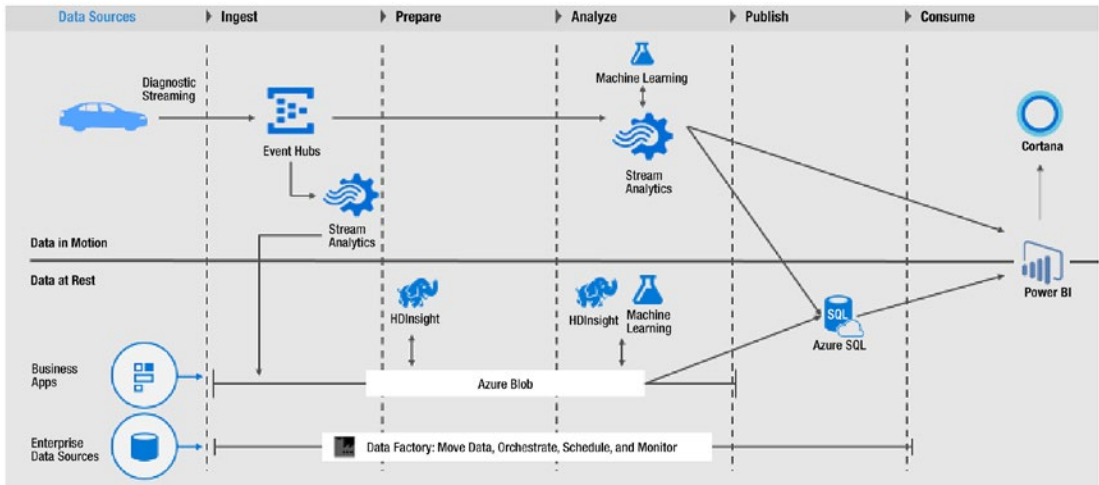 Data Sources
Ingest
Prepare
Analyze
Publish
Consume
Diagnostic
Streaming
Event Hubs
Stream
Analytics
Machine Learning
Stream
Analytics
Cortana
Data in Motion
Data at Rest
HDInsight
HDInsight
Machine
Learning
SQL
Azure SQL
Power BI
Business
Apps
Azure Blob
Enterprise
Data Sources
Data Factory: Move Data, Orchestrate, Schedule, and Monitor